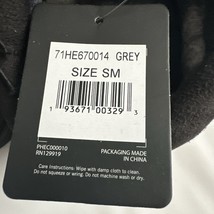 71HE670014 GREY
SIZE SM
1 93671 00329 3
PHEC000010
RN129919
PACKAGING MADE
IN CHINA
Care Instructions: Wipe with damp cloth to clean.
Do not squeeze or wring. Do not machine wash or dry.